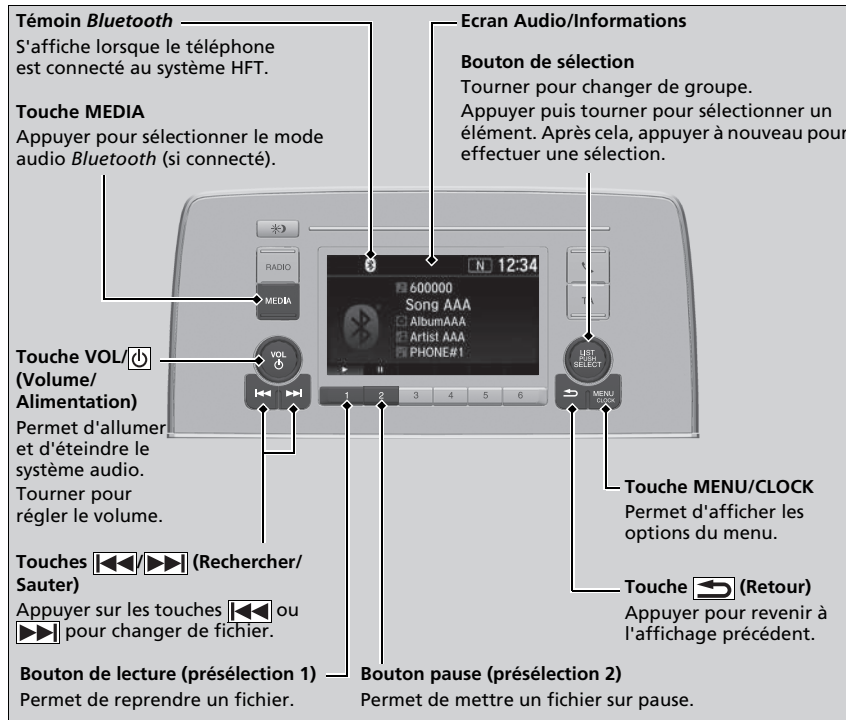 Témoin Bluetooth
S'affiche lorsque le téléphone
est connecté au système HFT.
Touche MEDIA
Appuyer pour sélectionner le mode
audio Bluetooth (si connecté).
Ecran Audio/Informations
Bouton de sélection
Tourner pour changer de groupe.
Appuyer puis tourner pour sélectionner un
élément. Après cela, appuyer à nouveau pour
effectuer une sélection.
RADIO
MEDIA
N 12:34
600000
Song AAA
AlbumAAA
Artist AAA
PHONE#1
TA
VOL
LIST
PUSH
SELECT
MENU
CLOCK
1 2 3 4 5 6
Touche VOL/
(Volume/
Alimentation)
Permet d'allumer
et d'éteindre le
système audio.
Tourner pour
régler le volume.
Touches / (Rechercher/
Sauter)
Appuyer sur les touches ou
pour changer de fichier.
Touche MENU/CLOCK
Permet d'afficher les
options du menu.
Touche (Retour)
Appuyer pour revenir à
l'affichage précédent.
Bouton de lecture (présélection 1)
Permet de reprendre un fichier.
Bouton pause (présélection 2)
Permet de mettre un fichier sur pause.